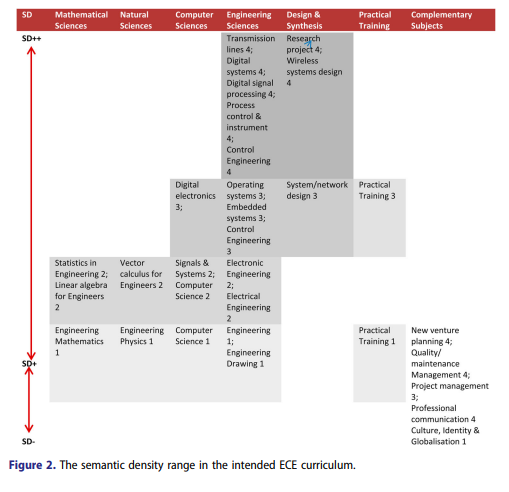 SD
Mathematical Sciences
Natural Sciences
Computer Sciences
Engineering Sciences
Design & Synthesis
Practical Training
Complementary Subjects
SD++
Transmission
lines 4;
Digital
systems 4;
Digital signal
processing 4;
Process
control &
instrument
4;
Control
Engineering
4
Research
project 4;
Wireless
systems design
4
Digital
electronics
3;
Operating
systems 3;
Embedded
systems 3;
Control
Engineering
3
System/network
design 3
Practical
Training 3
Statistics in
Engineering 2;
Linear algebra
for Engineers
2
Vector
calculus for
Engineers 2
Signals &
Systems 2;
Computer
Science 2
Electronic
Engineering
2;
Electrical
Engineering
2
Engineering
Mathematics
1
Engineering
Physics 1
Computer
Science 1
Engineering
1;
Engineering
Drawing 1
Practical
Training 1
New venture
planning 4;
Quality/
maintenance
Management 4;
Project management
3;
Professional
communication 4
Culture, Identity &
Globalisation 1
SD+
SD-
Figure 2. The semantic density range in the intended ECE curriculum.